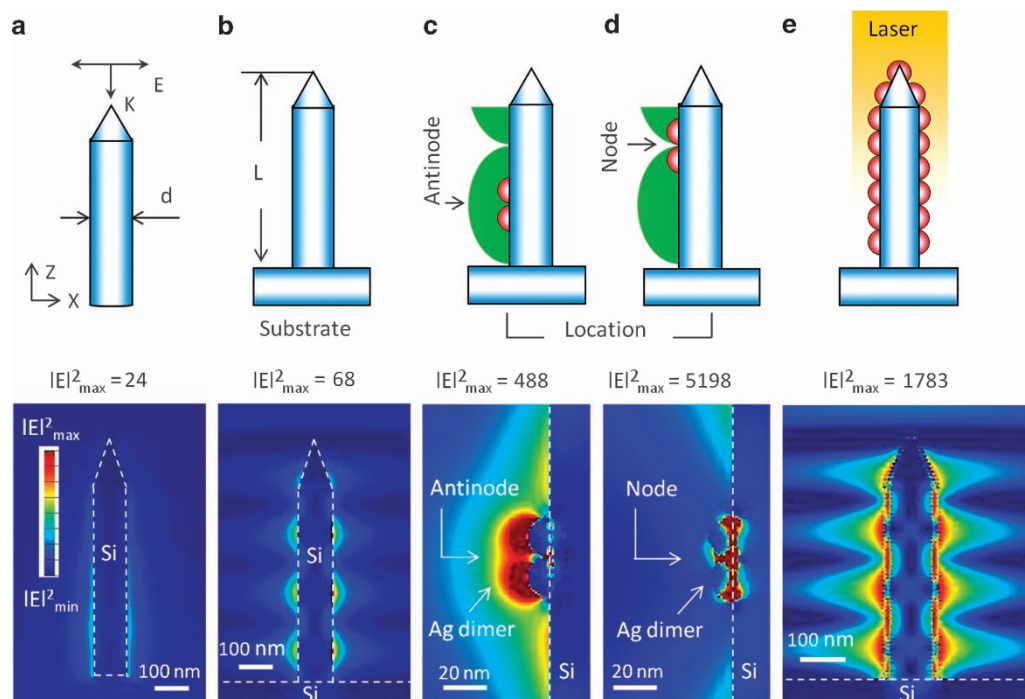 a
b
c
d
e
E
K
d
Z
X
L
Substrate
Antinode
Node
Location
Laser
|E|²max = 24
|E|²max = 68
|E|²max = 488
|E|²max = 5198
|E|²max = 1783
|E|²max
|E|²min
Si
100 nm
Si
100 nm
Si
Antinode
Ag dimer
20 nm
Si
Node
Ag dimer
20 nm
Si
100 nm
Si